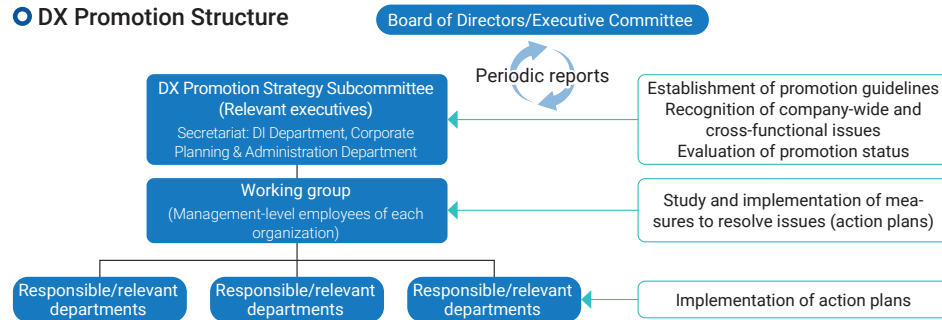 DX Promotion Structure
Board of Directors/Executive Committee
Periodic reports
DX Promotion Strategy Subcommittee
(Relevant executives)
Secretariat: DI Department, Corporate
Planning & Administration Department
Establishment of promotion guidelines
Recognition of company-wide and
cross-functional issues
Evaluation of promotion status
Working group
(Management-level employees of each
organization)
Study and implementation of mea-
sures to resolve issues (action plans)
Responsible/relevant
departments
Responsible/relevant
departments
Responsible/relevant
departments
Implementation of action plans